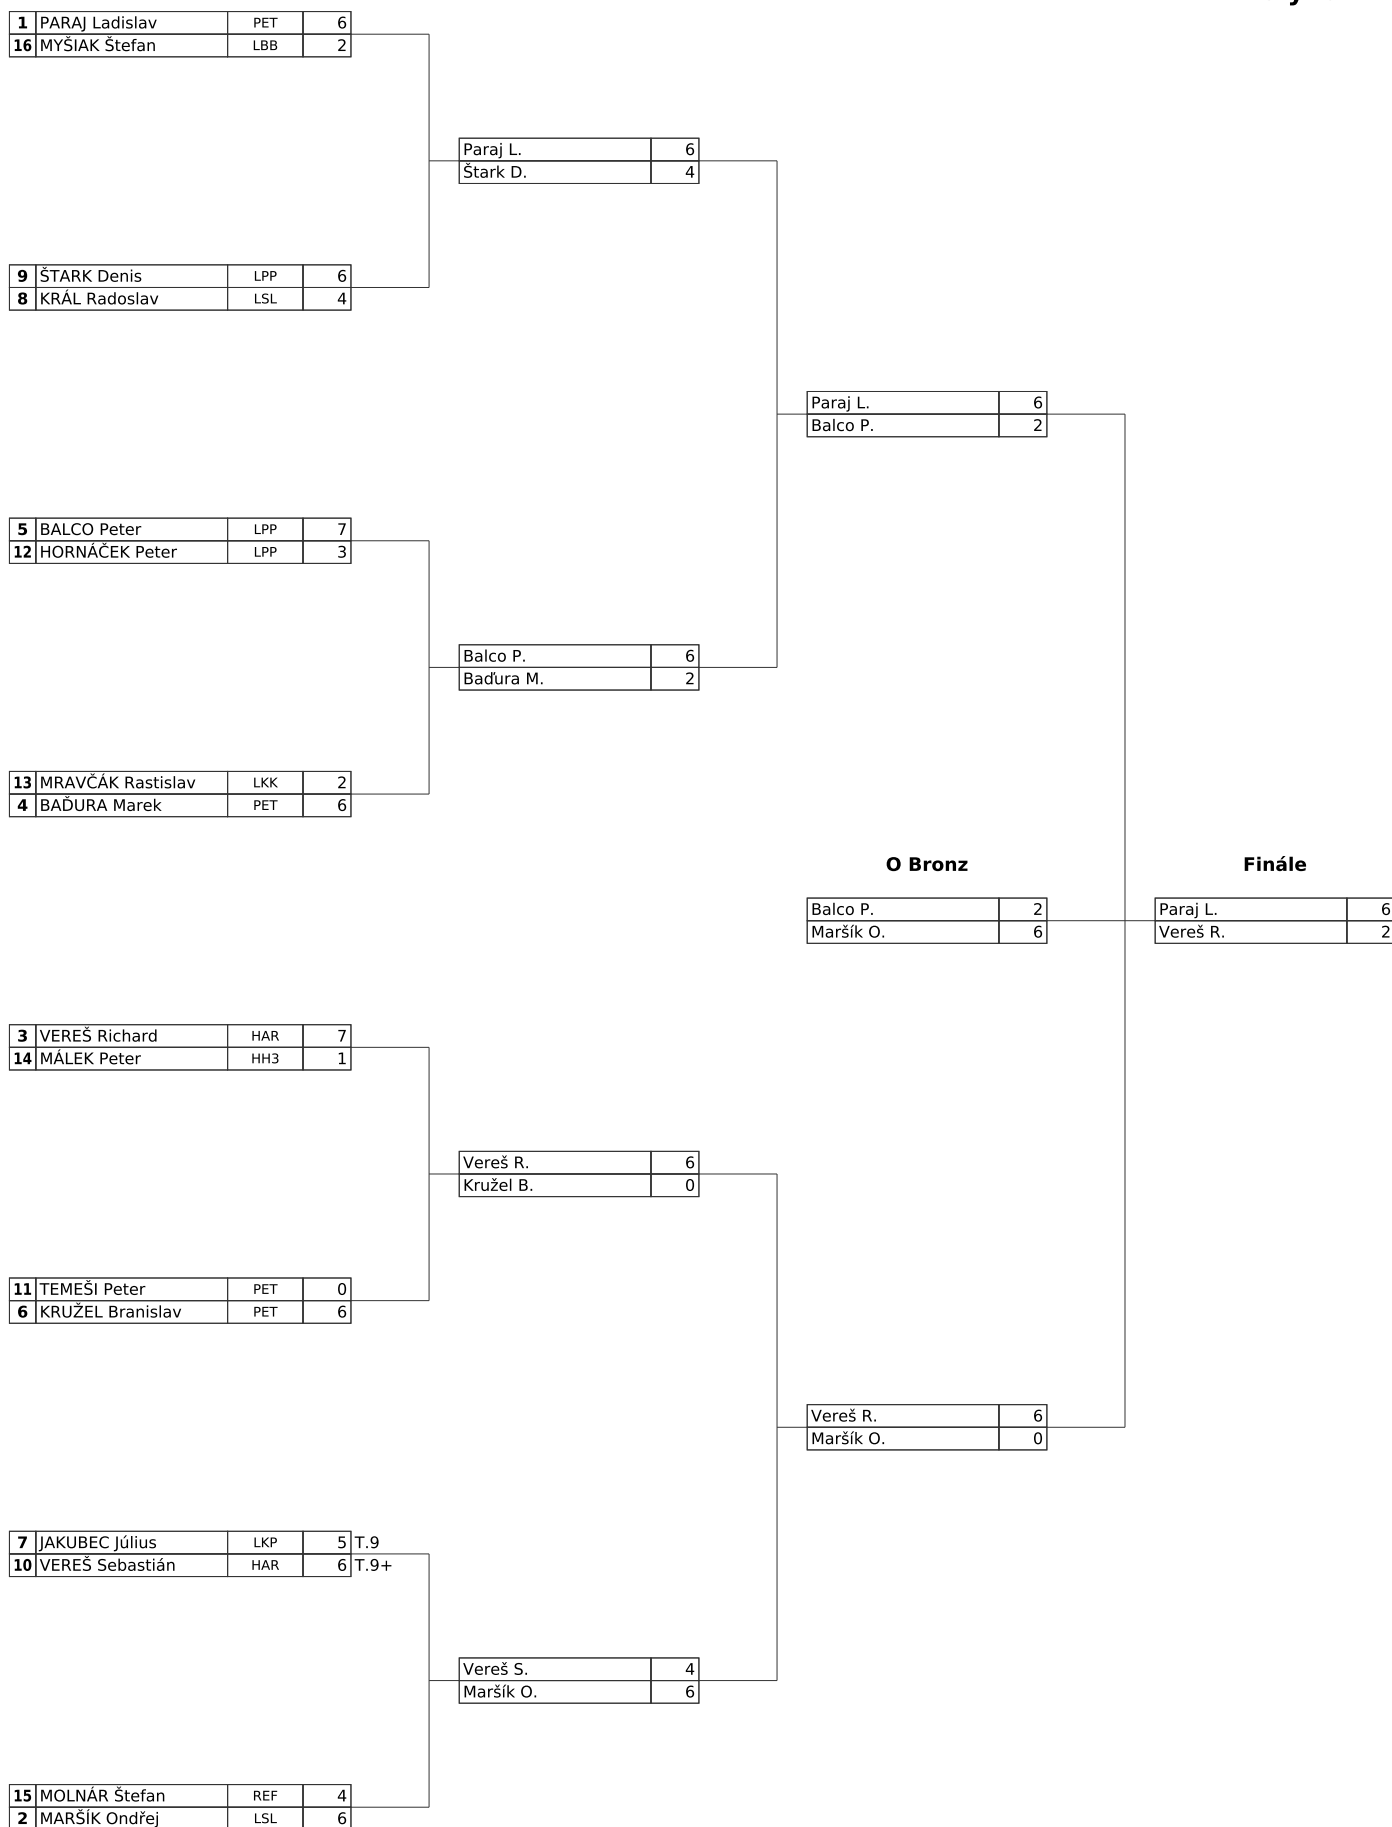 1 PARAJ Ladislav PET 6
16 MYŠIAK Štefan LBB 2
Paraj L. 6
Štark D. 4
9 ŠTARK Denis LPP 6
8 KRÁL Radoslav LSL 4
Paraj L. 6
Balco P. 2
5 BALCO Peter LPP 7
12 HORNÁČEK Peter LPP 3
Balco P. 6
Baďura M. 2
13 MRAVČÁK Rastislav LKK 2
4 BAĎURA Marek PET 6
O Bronz Finále
Balco P. 2 Paraj L. 6
Maršík O. 6 Vereš R. 2
3 VEREŠ Richard HAR 7
14 MÁLEK Peter HH3 1
Vereš R. 6
Kružel B. 0
11 TEMEŠI Peter PET 0
6 KRUŽEL Branislav PET 6
Vereš R. 6
Maršík O. 0
7 JAKUBEC Július LKP 5 T.9
10 VEREŠ Sebastián HAR 6 T.9+
Vereš S. 4
Maršík O. 6
15 MOLNÁR Štefan REF 4
2 MARŠÍK Ondřej LSL 6